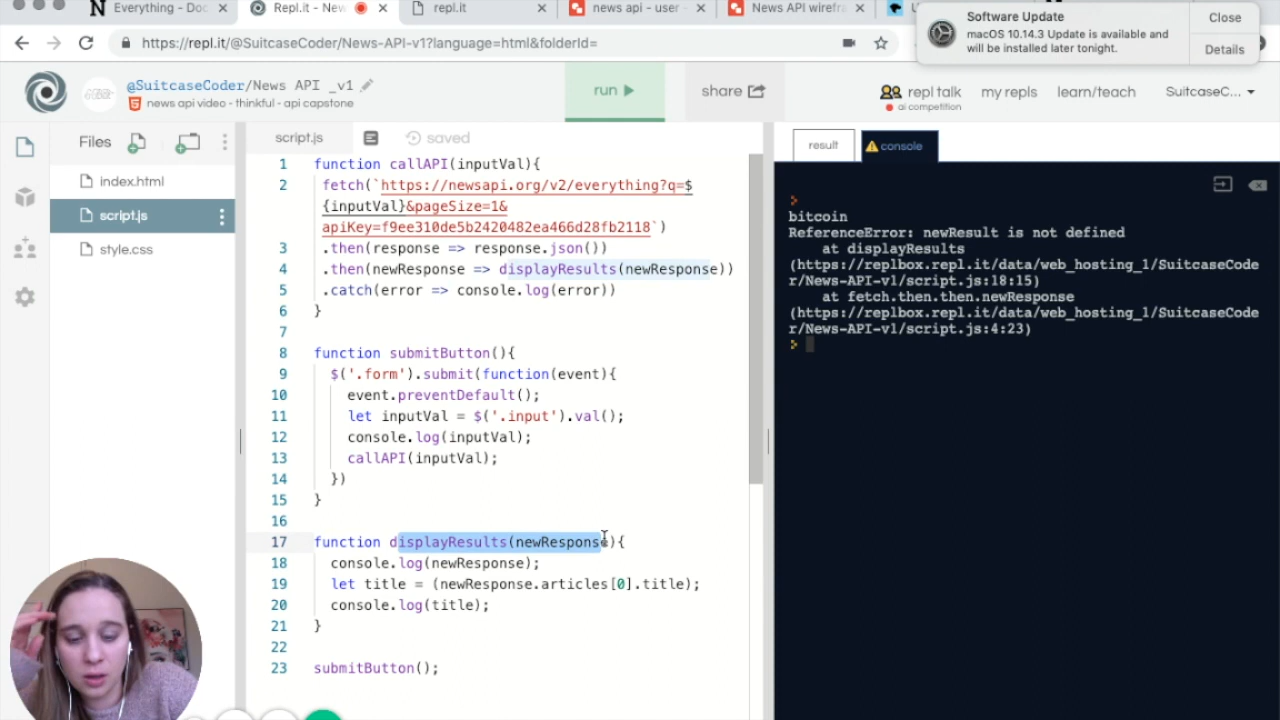 Everything - Doc
Repl.it - New
repl.it
news api - user -
News API wirefra
Software Update
macOS 10.14.3 Update is available and
will be installed later tonight.
Close
Details
https://repl.it/@SuitcaseCoder/News-API-v1?language=html&folderId=
@SuitcaseCoder/News API _v1
news api video - thinkful - api capstone
run
share
repl talk
ai competition
my repls
learn/teach
SuitcaseC...
Files
index.html
script.js
style.css
script.js
saved
1 function callAPI(inputVal){
2 fetch(`https://newsapi.org/v2/everything?q=$
{inputVal}&pageSize=1&
apiKey=f9ee310de5b2420482ea466d28fb2118`)
3 .then(response => response.json())
4 .then(newResponse => displayResults(newResponse))
5 .catch(error => console.log(error))
6 }
7
8 function submitButton(){
9 $('.form').submit(function(event){
10 event.preventDefault();
11 let inputVal = $('.input').val();
12 console.log(inputVal);
13 callAPI(inputVal);
14 })
15 }
16
17 function displayResults(newResponse){
18 console.log(newResponse);
19 let title = (newResponse.articles[0].title);
20 console.log(title);
21 }
22
23 submitButton();
result
console
bitcoin
ReferenceError: newResult is not defined
at displayResults
(https://replbox.repl.it/data/web_hosting_1/SuitcaseCode
r/News-API-v1/script.js:18:15)
at fetch.then.then.newResponse
(https://replbox.repl.it/data/web_hosting_1/SuitcaseCode
r/News-API-v1/script.js:4:23)